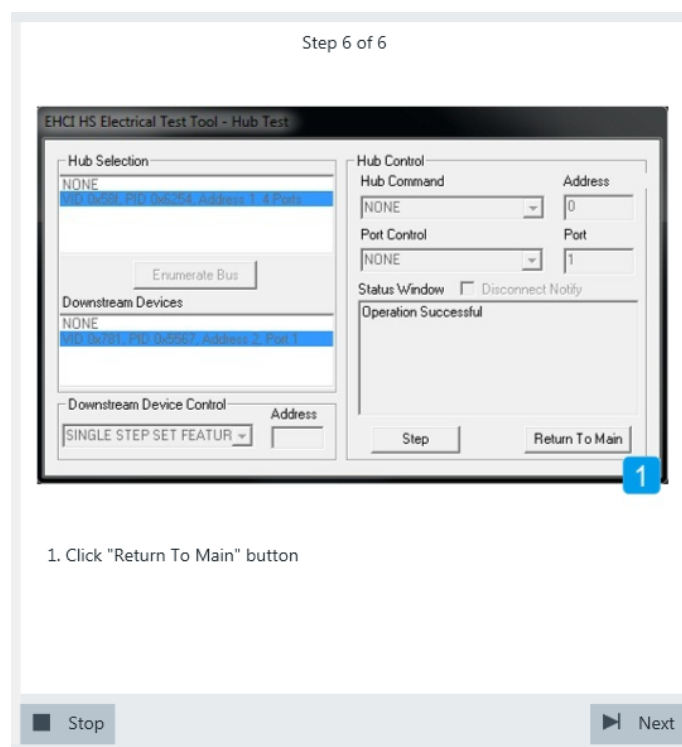 Step 6 of 6
EHCI HS Electrical Test Tool - Hub Test
Hub Selection
NONE
VID 0x58f, PID 0x6254, Address 1. 4 Ports
Enumerate Bus
Downstream Devices
NONE
VID 0x781, PID 0x5567, Address 2, Port 1
Downstream Device Control
Address
SINGLE STEP SET FEATUR
Hub Control
Hub Command Address
NONE 0
Port Control Port
NONE 1
Status Window Disconnect Notify
Operation Successful
Step Return To Main
1
1. Click "Return To Main" button
Stop Next